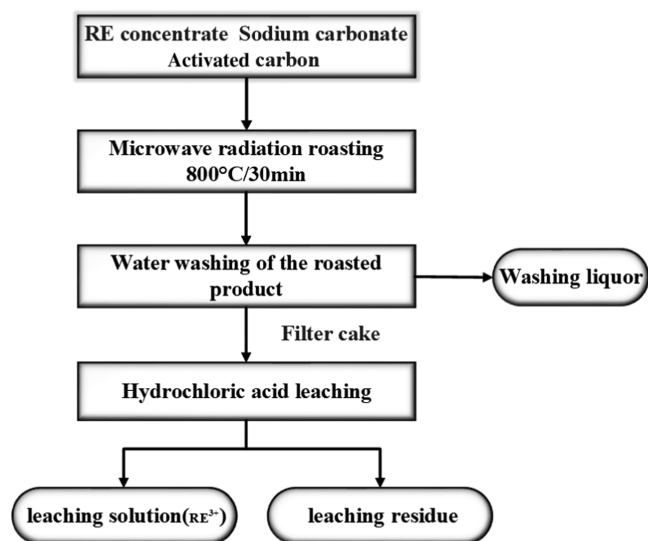 RE concentrate Sodium carbonate
Activated carbon
Microwave radiation roasting
800°C/30min
Water washing of the roasted
product
Washing liquor
Filter cake
Hydrochloric acid leaching
leaching solution(RE³⁺)
leaching residue